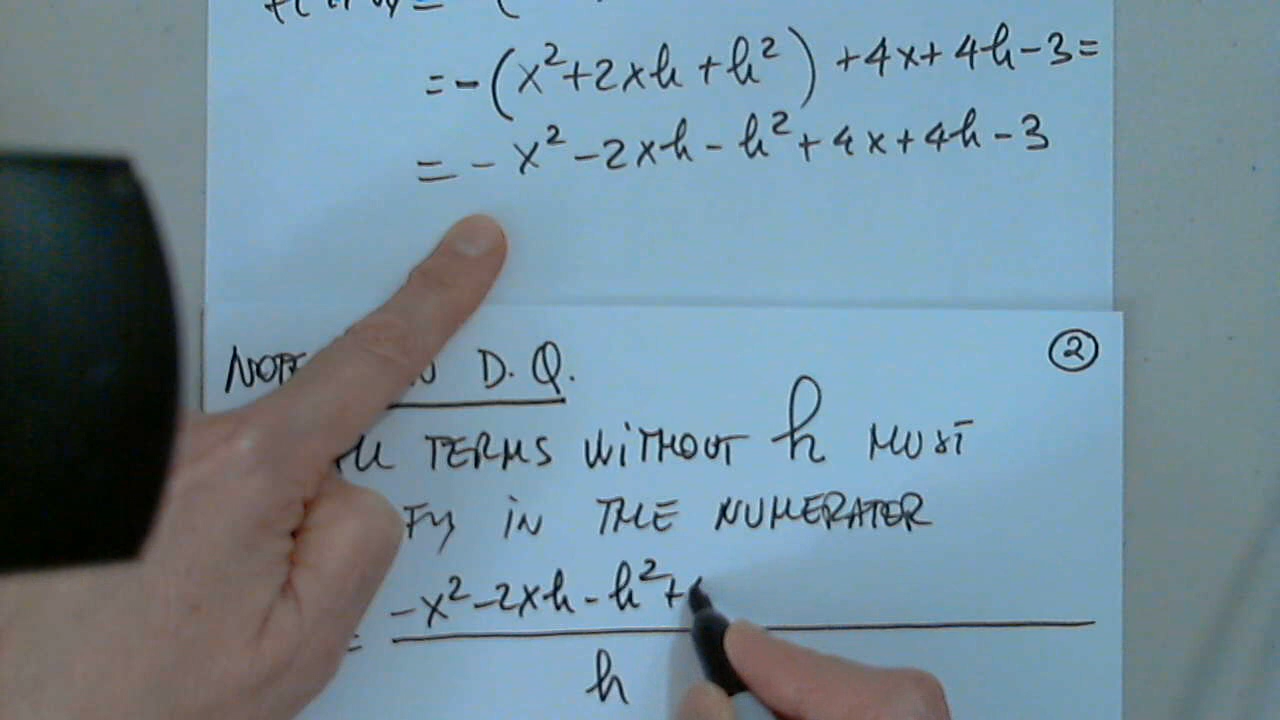 =-(x²+2xh+h²)+4x+4h-3=
=-x²-2xh-h²+4x+4h-3
D.Q. ②
TERMS WITHOUT h MUST
IN THE NUMERATER
= -x²-2xh-h²+
h